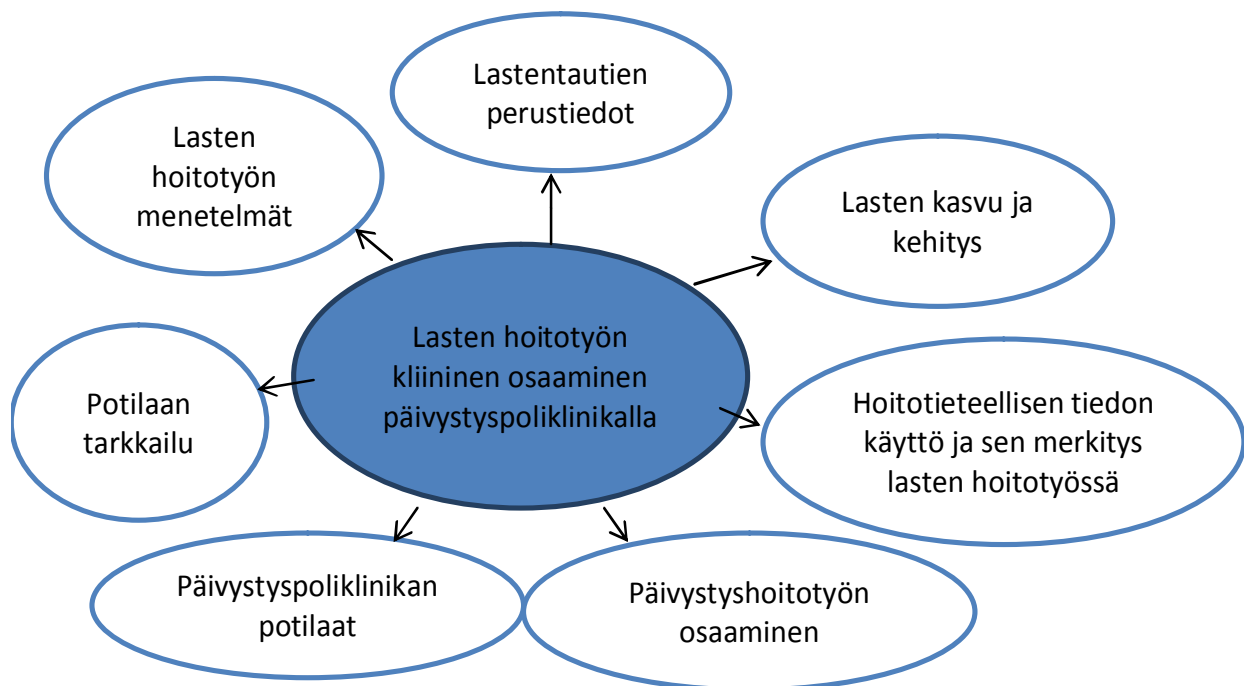 Lastentautien
perustiedot
Lasten
hoitotyön
menetelmät
Lasten kasvu ja
kehitys
Lasten hoitotyön
kliininen osaaminen
päivystyspoliklinikalla
Potilaan
tarkkailu
Hoitotieteellisen tiedon
käyttö ja sen merkitys
lasten hoitotyössä
Päivystyspoliklinikan
potilaat
Päivystyshoitotyön
osaaminen